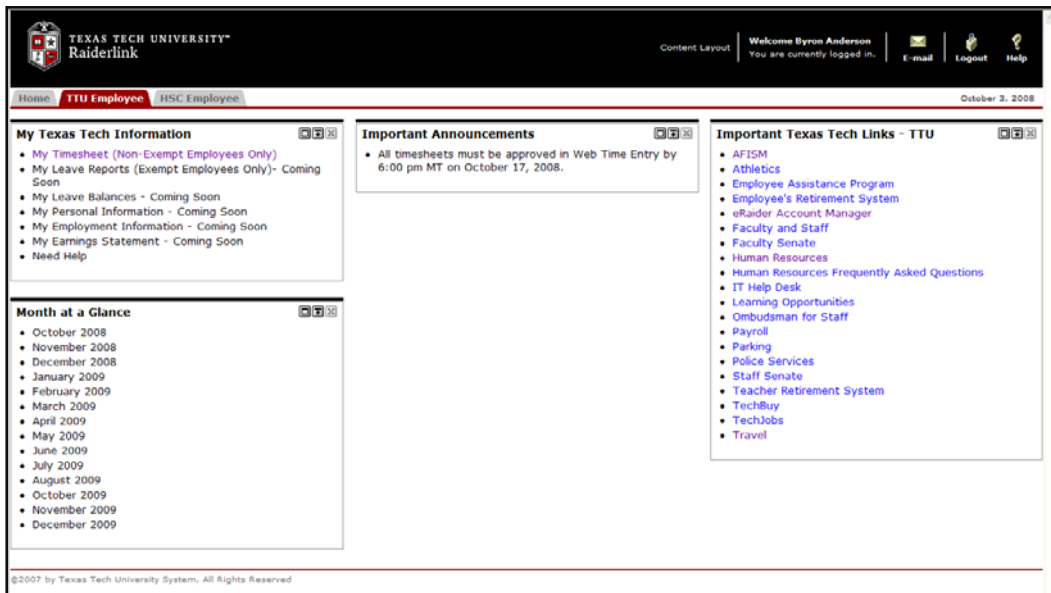 TEXAS TECH UNIVERSITY™
Raiderlink
Content Layout
Welcome Byron Anderson
You are currently logged in.
E-mail
Logout
Help
Home
TTU Employee
HSC Employee
October 3, 2008
My Texas Tech Information
• My Timesheet (Non-Exempt Employees Only)
• My Leave Reports (Exempt Employees Only)- Coming
Soon
• My Leave Balances - Coming Soon
• My Personal Information - Coming Soon
• My Employment Information - Coming Soon
• My Earnings Statement - Coming Soon
• Need Help
Month at a Glance
• October 2008
• November 2008
• December 2008
• January 2009
• February 2009
• March 2009
• April 2009
• May 2009
• June 2009
• July 2009
• August 2009
• October 2009
• November 2009
• December 2009
Important Announcements
• All timesheets must be approved in Web Time Entry by
6:00 pm MT on October 17, 2008.
Important Texas Tech Links - TTU
• AFISM
• Athletics
• Employee Assistance Program
• Employee's Retirement System
• eRaider Account Manager
• Faculty and Staff
• Faculty Senate
• Human Resources
• Human Resources Frequently Asked Questions
• IT Help Desk
• Learning Opportunities
• Ombudsman for Staff
• Payroll
• Parking
• Police Services
• Staff Senate
• Teacher Retirement System
• TechBuy
• TechJobs
• Travel
©2007 by Texas Tech University System, All Rights Reserved